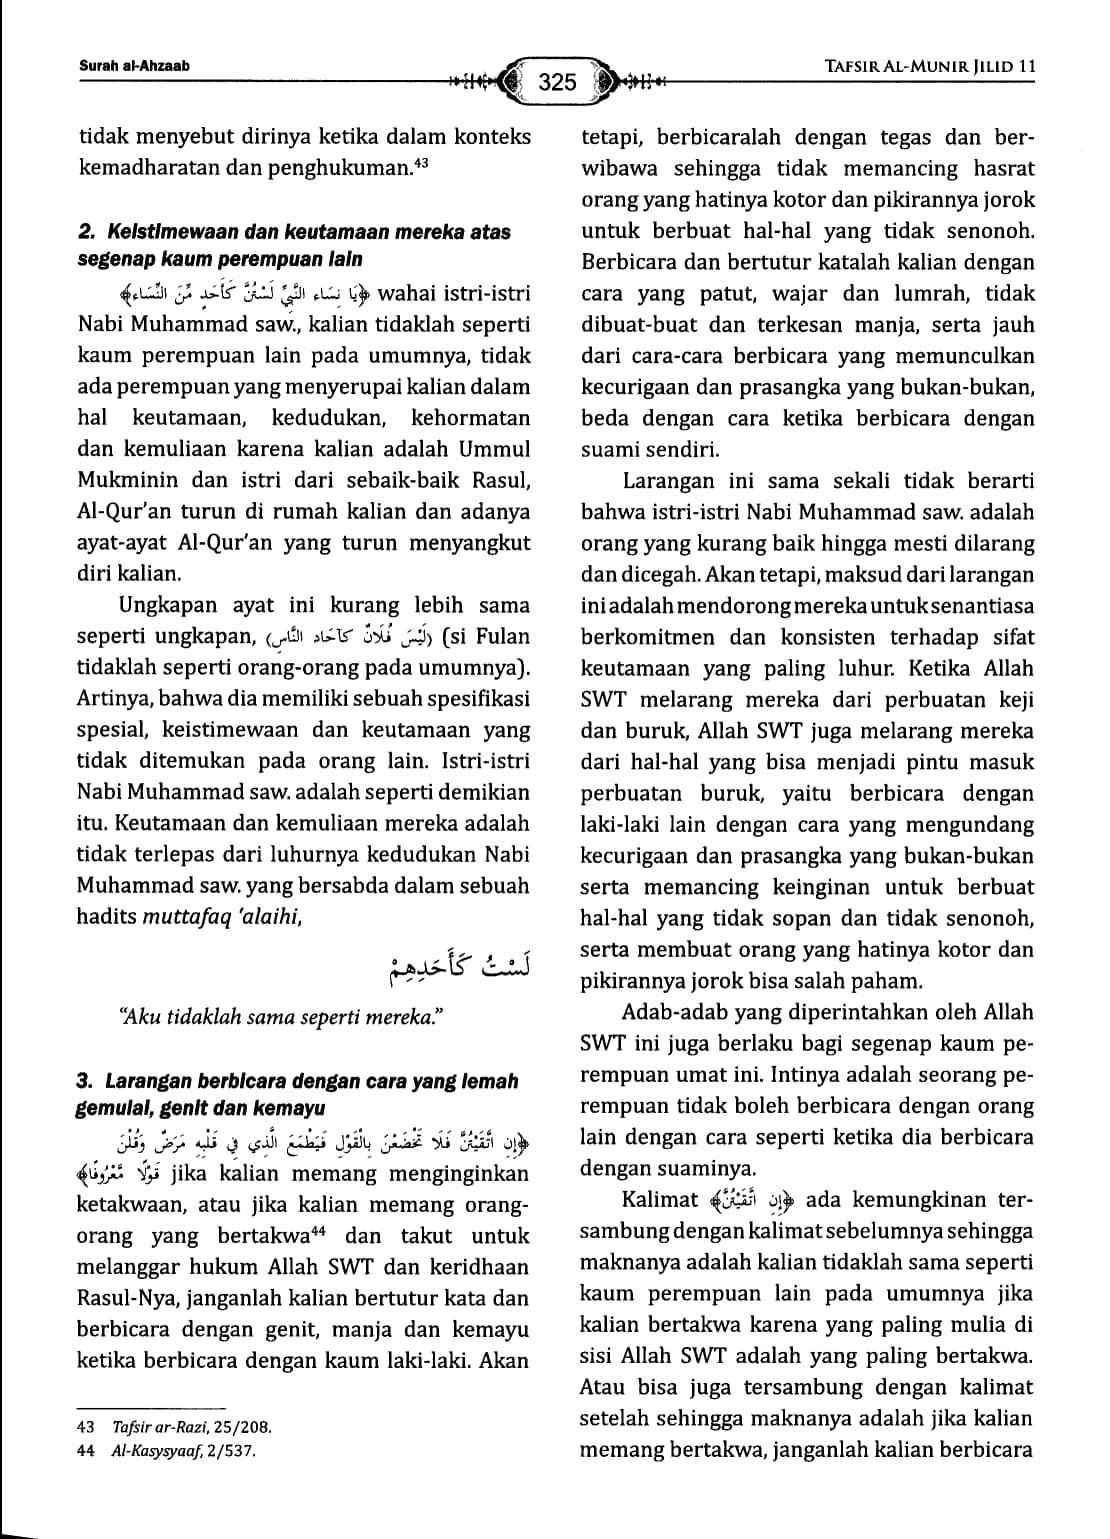 Surah al-Ahzaab
325
TAFSIR AL-MUNIR JILID 11
tidak menyebut dirinya ketika dalam konteks
kemadharatan dan penghukuman.43
2. Keistimewaan dan keutamaan mereka atas
segenap kaum perempuan lain
﴿يَا نِسَاء النَّبِيِّ لَسْتُنَّ كَأَحَدٍ مِّنَ النِّسَاء﴾ wahai istri-istri
Nabi Muhammad saw., kalian tidaklah seperti
kaum perempuan lain pada umumnya, tidak
ada perempuan yang menyerupai kalian dalam
hal keutamaan, kedudukan, kehormatan
dan kemuliaan karena kalian adalah Ummul
Mukminin dan istri dari sebaik-baik Rasul,
Al-Qur'an turun di rumah kalian dan adanya
ayat-ayat Al-Qur'an yang turun menyangkut
diri kalian.
Ungkapan ayat ini kurang lebih sama
seperti ungkapan, (لَيْسَ فُلَانٌ كآحَاد النَّاسِ) (si Fulan
tidaklah seperti orang-orang pada umumnya).
Artinya, bahwa dia memiliki sebuah spesifikasi
spesial, keistimewaan dan keutamaan yang
tidak ditemukan pada orang lain. Istri-istri
Nabi Muhammad saw. adalah seperti demikian
itu. Keutamaan dan kemuliaan mereka adalah
tidak terlepas dari luhurnya kedudukan Nabi
Muhammad saw. yang bersabda dalam sebuah
hadits muttafaq 'alaihi,
لَسْتُ كَأَحَدِهِمْ
"Aku tidaklah sama seperti mereka."
3. Larangan berbicara dengan cara yang lemah
gemulai, genit dan kemayu
﴿إِنِ اتَّقَيْتُنَّ فَلَا تَخْضَعْنَ بِالْقَوْلِ فَيَطْمَعَ الَّذِي فِي قَلْبِهِ مَرَضٌ وَقُلْنَ
قَوْلًا مَّعْرُوفًا﴾ jika kalian memang menginginkan
ketakwaan, atau jika kalian memang orang-
orang yang bertakwa44 dan takut untuk
melanggar hukum Allah SWT dan keridhaan
Rasul-Nya, janganlah kalian bertutur kata dan
berbicara dengan genit, manja dan kemayu
ketika berbicara dengan kaum laki-laki. Akan
43 Tafsir ar-Razi, 25/208.
44 Al-Kasysyaaf, 2/537.
tetapi, berbicaralah dengan tegas dan ber-
wibawa sehingga tidak memancing hasrat
orang yang hatinya kotor dan pikirannya jorok
untuk berbuat hal-hal yang tidak senonoh.
Berbicara dan bertutur katalah kalian dengan
cara yang patut, wajar dan lumrah, tidak
dibuat-buat dan terkesan manja, serta jauh
dari cara-cara berbicara yang memunculkan
kecurigaan dan prasangka yang bukan-bukan,
beda dengan cara ketika berbicara dengan
suami sendiri.
Larangan ini sama sekali tidak berarti
bahwa istri-istri Nabi Muhammad saw. adalah
orang yang kurang baik hingga mesti dilarang
dan dicegah. Akan tetapi, maksud dari larangan
ini adalah mendorong mereka untuk senantiasa
berkomitmen dan konsisten terhadap sifat
keutamaan yang paling luhur. Ketika Allah
SWT melarang mereka dari perbuatan keji
dan buruk, Allah SWT juga melarang mereka
dari hal-hal yang bisa menjadi pintu masuk
perbuatan buruk, yaitu berbicara dengan
laki-laki lain dengan cara yang mengundang
kecurigaan dan prasangka yang bukan-bukan
serta memancing keinginan untuk berbuat
hal-hal yang tidak sopan dan tidak senonoh,
serta membuat orang yang hatinya kotor dan
pikirannya jorok bisa salah paham.
Adab-adab yang diperintahkan oleh Allah
SWT ini juga berlaku bagi segenap kaum pe-
rempuan umat ini. Intinya adalah seorang pe-
rempuan tidak boleh berbicara dengan orang
lain dengan cara seperti ketika dia berbicara
dengan suaminya.
Kalimat ﴿إِنِ اتَّقَيْتُنَّ﴾ ada kemungkinan ter-
sambung dengan kalimat sebelumnya sehingga
maknanya adalah kalian tidaklah sama seperti
kaum perempuan lain pada umumnya jika
kalian bertakwa karena yang paling mulia di
sisi Allah SWT adalah yang paling bertakwa.
Atau bisa juga tersambung dengan kalimat
setelah sehingga maknanya adalah jika kalian
memang bertakwa, janganlah kalian berbicara